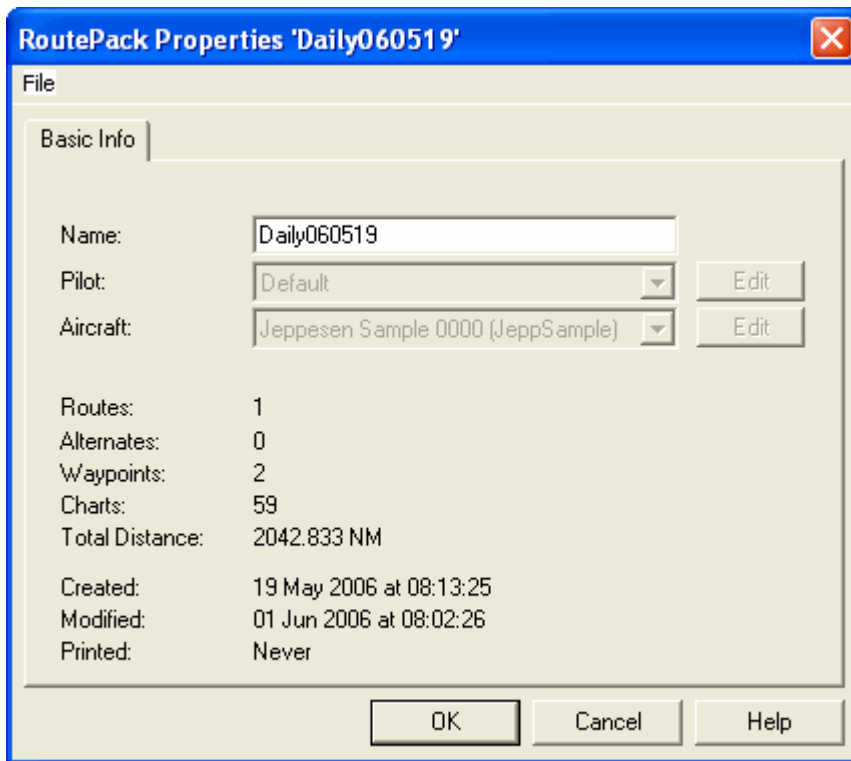 RoutePack Properties 'Daily060519'
File
Basic Info
Name: Daily060519
Pilot: Default Edit
Aircraft: Jeppesen Sample 0000 (JeppSample) Edit
Routes: 1
Alternates: 0
Waypoints: 2
Charts: 59
Total Distance: 2042.833 NM
Created: 19 May 2006 at 08:13:25
Modified: 01 Jun 2006 at 08:02:26
Printed: Never
OK Cancel Help